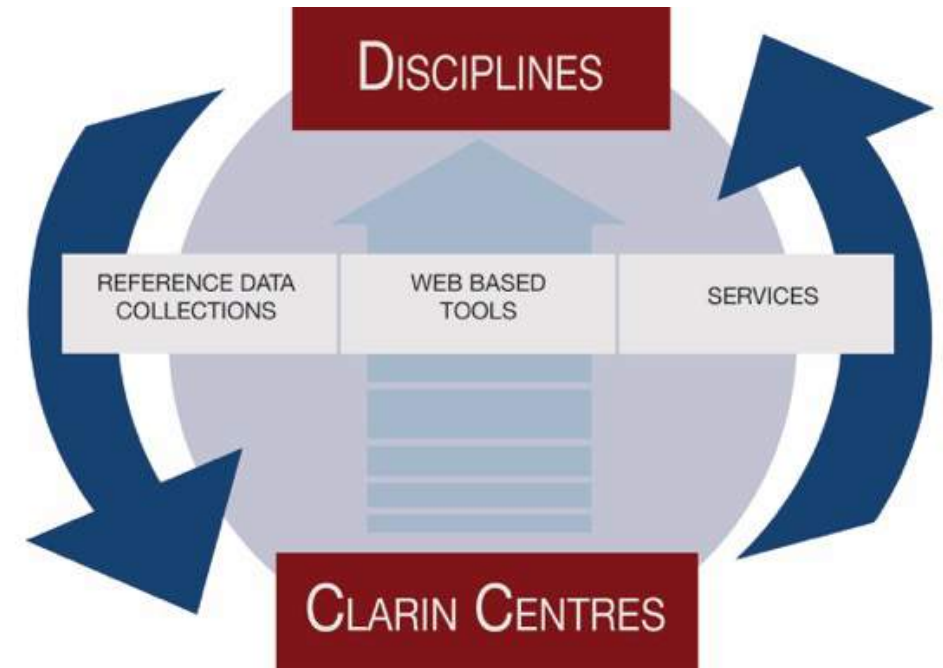 DISCIPLINES
REFERENCE DATA
COLLECTIONS
WEB BASED
TOOLS
SERVICES
CLARIN CENTRES